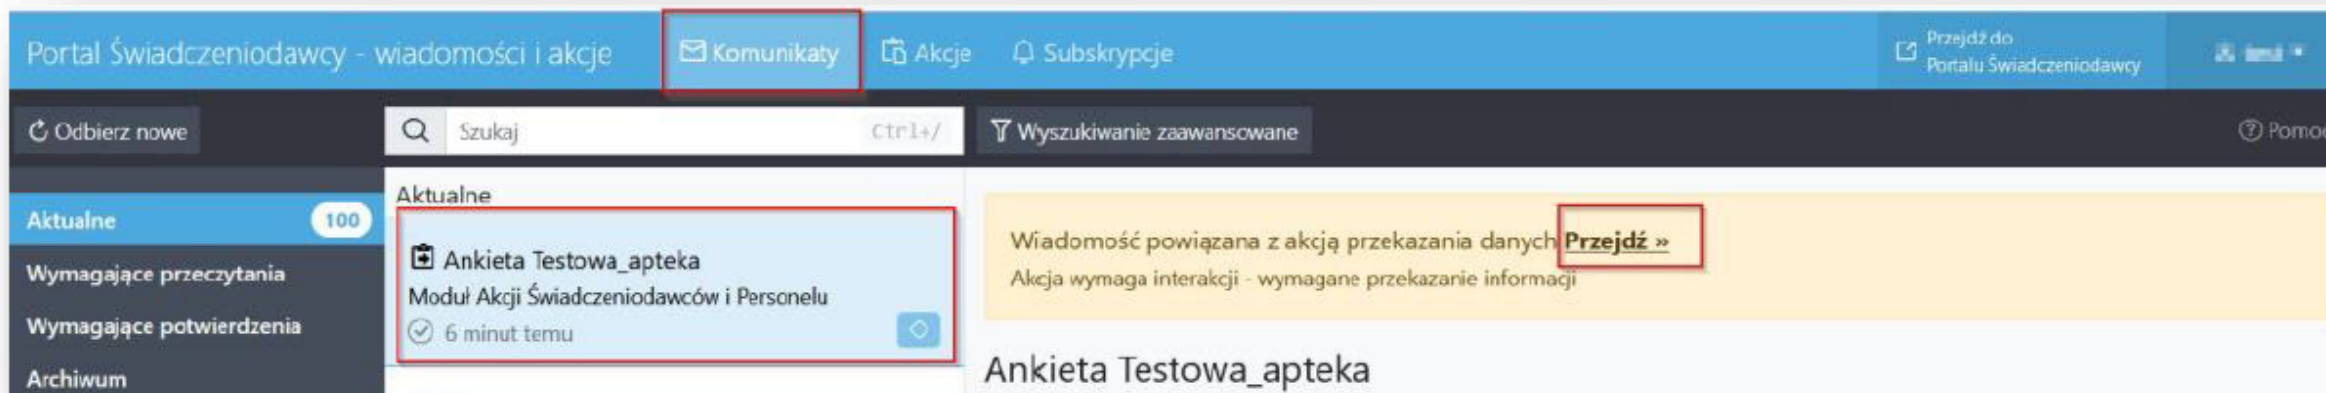 Portal Świadczeniodawcy - wiadomości i akcje
Komunikaty
Akcje
Subskrypcje
Przejdź do
Portalu Świadczeniodawcy
Odbierz nowe
Szukaj
Ctrl+/
Wyszukiwanie zaawansowane
Pomoc
Aktualne
100
Wymagające przeczytania
Wymagające potwierdzenia
Archiwum
Aktualne
Ankieta Testowa_apteka
Moduł Akcji Świadczeniodawców i Personelu
6 minut temu
Wiadomość powiązana z akcją przekazania danych Przejdź »
Akcja wymaga interakcji - wymagane przekazanie informacji
Ankieta Testowa_apteka